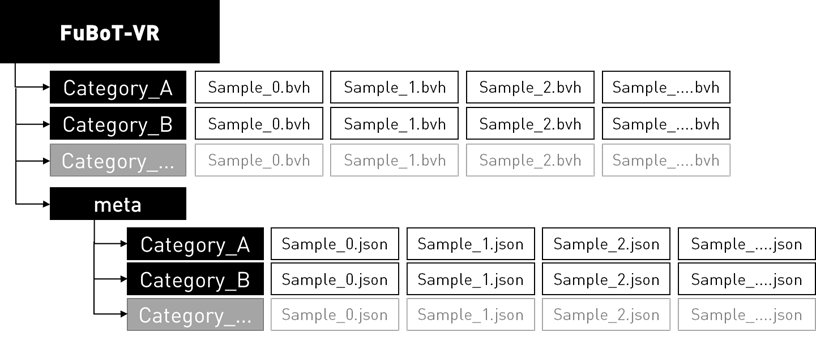 FuBoT-VR
Category_A Sample_0.bvh Sample_1.bvh Sample_2.bvh Sample_....bvh
Category_B Sample_0.bvh Sample_1.bvh Sample_2.bvh Sample_....bvh
Category_... Sample_0.bvh Sample_1.bvh Sample_2.bvh Sample_....bvh
meta
Category_A Sample_0.json Sample_1.json Sample_2.json Sample_....json
Category_B Sample_0.json Sample_1.json Sample_2.json Sample_....json
Category_... Sample_0.json Sample_1.json Sample_2.json Sample_....json